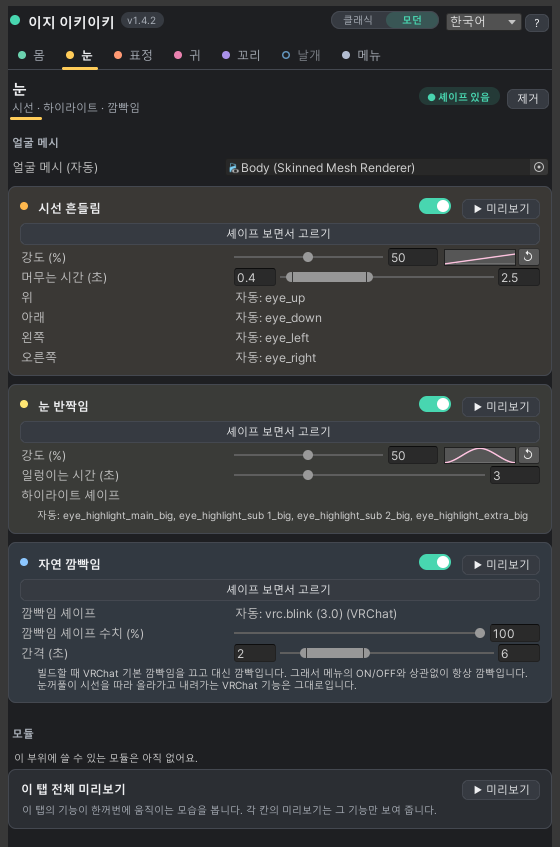 이지 이키이키 v1.4.2 클래식 모던 한국어 ?
몸 눈 표정 귀 꼬리 날개 메뉴
눈
시선 · 하이라이트 · 깜빡임
셰이프 있음 제거
얼굴 메시
얼굴 메시 (자동) Body (Skinned Mesh Renderer)
시선 흔들림 ▶ 미리보기
셰이프 보면서 고르기
강도 (%) 50
머무는 시간 (초) 0.4 2.5
위 자동: eye_up
아래 자동: eye_down
왼쪽 자동: eye_left
오른쪽 자동: eye_right
눈 반짝임 ▶ 미리보기
셰이프 보면서 고르기
강도 (%) 50
일렁이는 시간 (초) 3
하이라이트 셰이프
자동: eye_highlight_main_big, eye_highlight_sub 1_big, eye_highlight_sub 2_big, eye_highlight_extra_big
자연 깜빡임 ▶ 미리보기
셰이프 보면서 고르기
깜빡임 셰이프 자동: vrc.blink (3.0) (VRChat)
깜빡임 셰이프 수치 (%) 100
간격 (초) 2 6
빌드할 때 VRChat 기본 깜빡임을 끄고 대신 깜빡입니다. 그래서 메뉴의 ON/OFF와 상관없이 항상 깜빡입니다.
눈꺼풀이 시선을 따라 올라가고 내려가는 VRChat 기능은 그대로입니다.
모듈
이 부위에 쓸 수 있는 모듈은 아직 없어요.
이 탭 전체 미리보기 ▶ 미리보기
이 탭의 기능이 한꺼번에 움직이는 모습을 봅니다. 각 칸의 미리보기는 그 기능만 보여 줍니다.